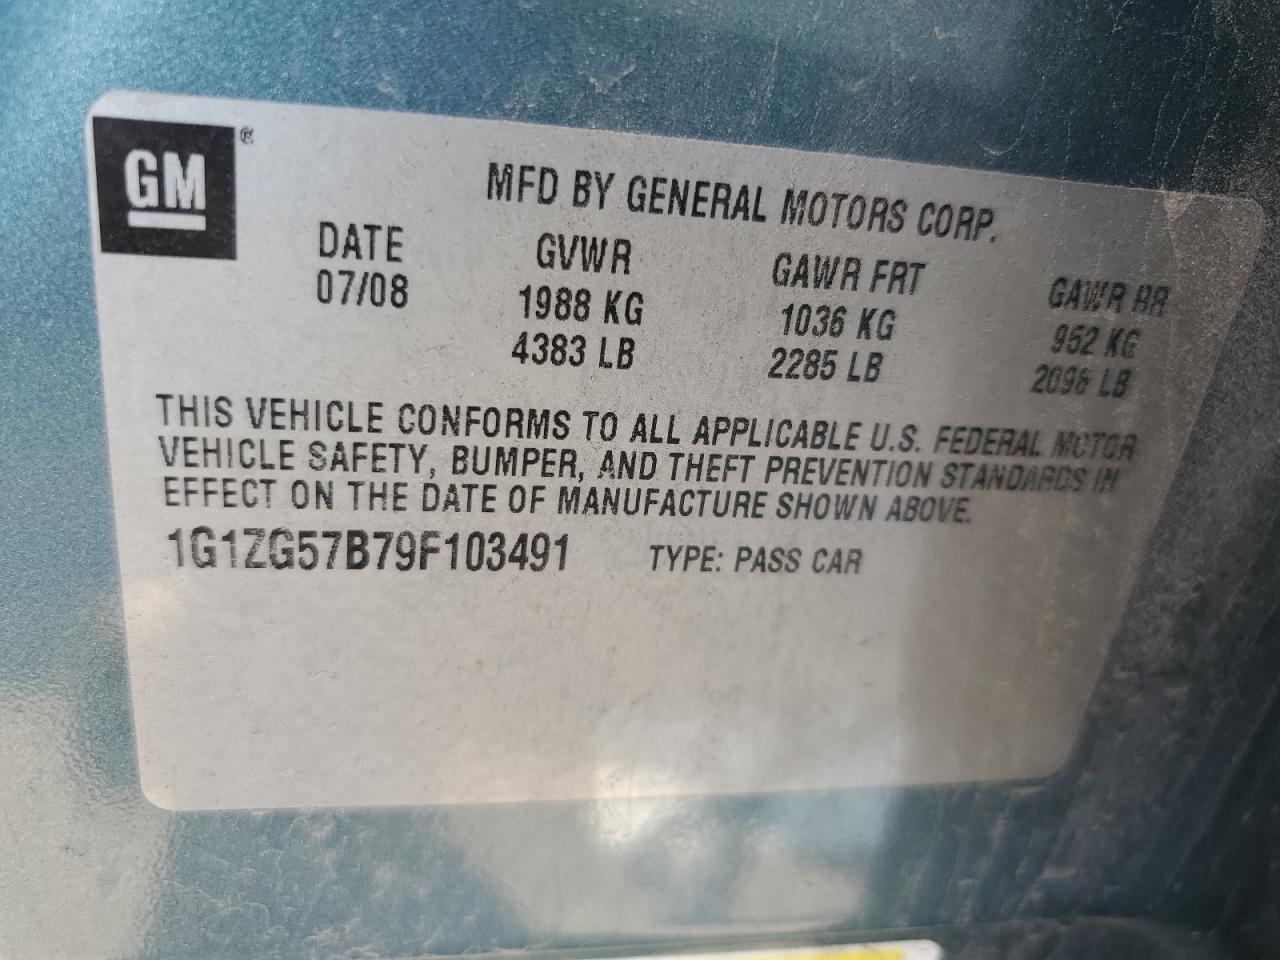 GM
MFD BY GENERAL MOTORS CORP.
DATE GVWR GAWR FRT GAWR RR
07/08 1988 KG 1036 KG 952 KG
4383 LB 2285 LB 2098 LB
THIS VEHICLE CONFORMS TO ALL APPLICABLE U.S. FEDERAL MOTOR
VEHICLE SAFETY, BUMPER, AND THEFT PREVENTION STANDARDS IN
EFFECT ON THE DATE OF MANUFACTURE SHOWN ABOVE.
1G1ZG57B79F103491 TYPE: PASS CAR